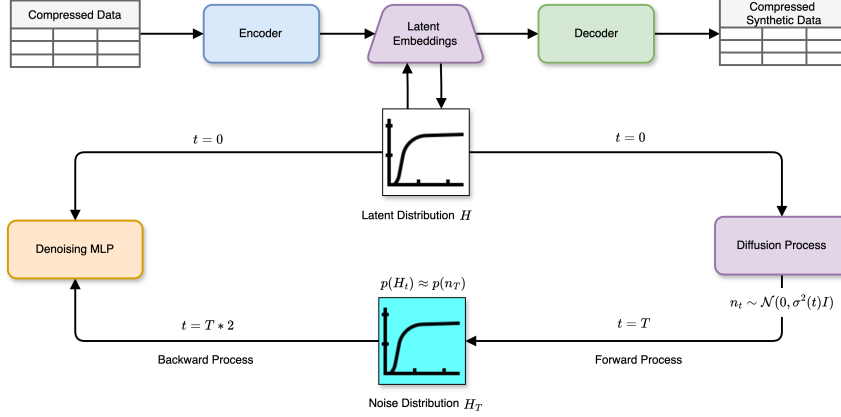 Compressed Data
Encoder
Latent
Embeddings
Decoder
Compressed
Synthetic Data
t = 0
t = 0
Latent Distribution H
Denoising MLP
Diffusion Process
p(H_t) ≈ p(n_T)
n_t ∼ 𝒩(0, σ²(t)I)
t = T * 2
t = T
Backward Process
Forward Process
Noise Distribution H_T